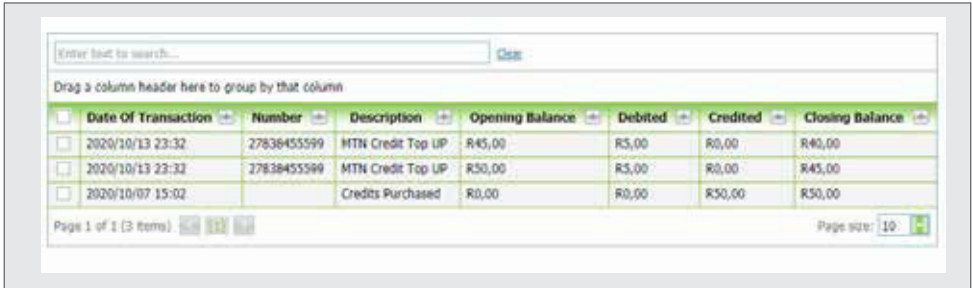 Enter text to search... Clear
Drag a column header here to group by that column
Date Of Transaction Number Description Opening Balance Debited Credited Closing Balance
2020/10/13 23:32 27838455599 MTN Credit Top UP R45,00 R5,00 R0,00 R40,00
2020/10/13 23:32 27838455599 MTN Credit Top UP R50,00 R5,00 R0,00 R45,00
2020/10/07 15:02 Credits Purchased R0,00 R0,00 R50,00 R50,00
Page 1 of 1 (3 items) [1] Page size: 10